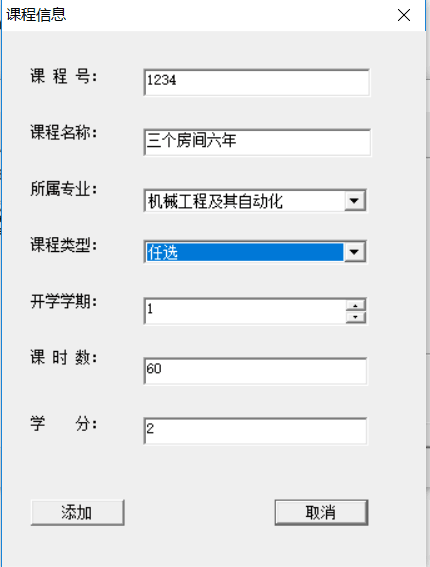 课程信息
课 程 号： 1234
课程名称： 三个房间六年
所属专业： 机械工程及其自动化
课程类型： 任选
开学学期： 1
课 时 数： 60
学    分： 2
添加 取消